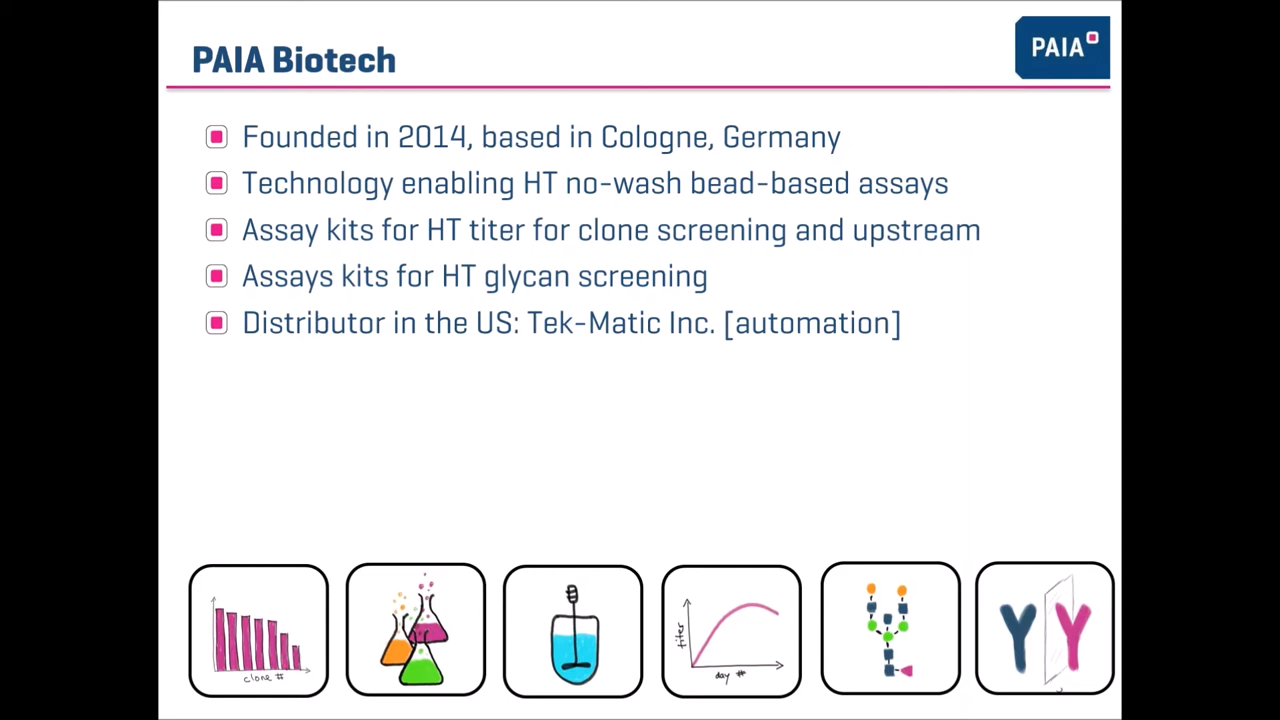 PAIA Biotech
PAIA
Founded in 2014, based in Cologne, Germany
Technology enabling HT no-wash bead-based assays
Assay kits for HT titer for clone screening and upstream
Assays kits for HT glycan screening
Distributor in the US: Tek-Matic Inc. [automation]
clone #
titer
day #